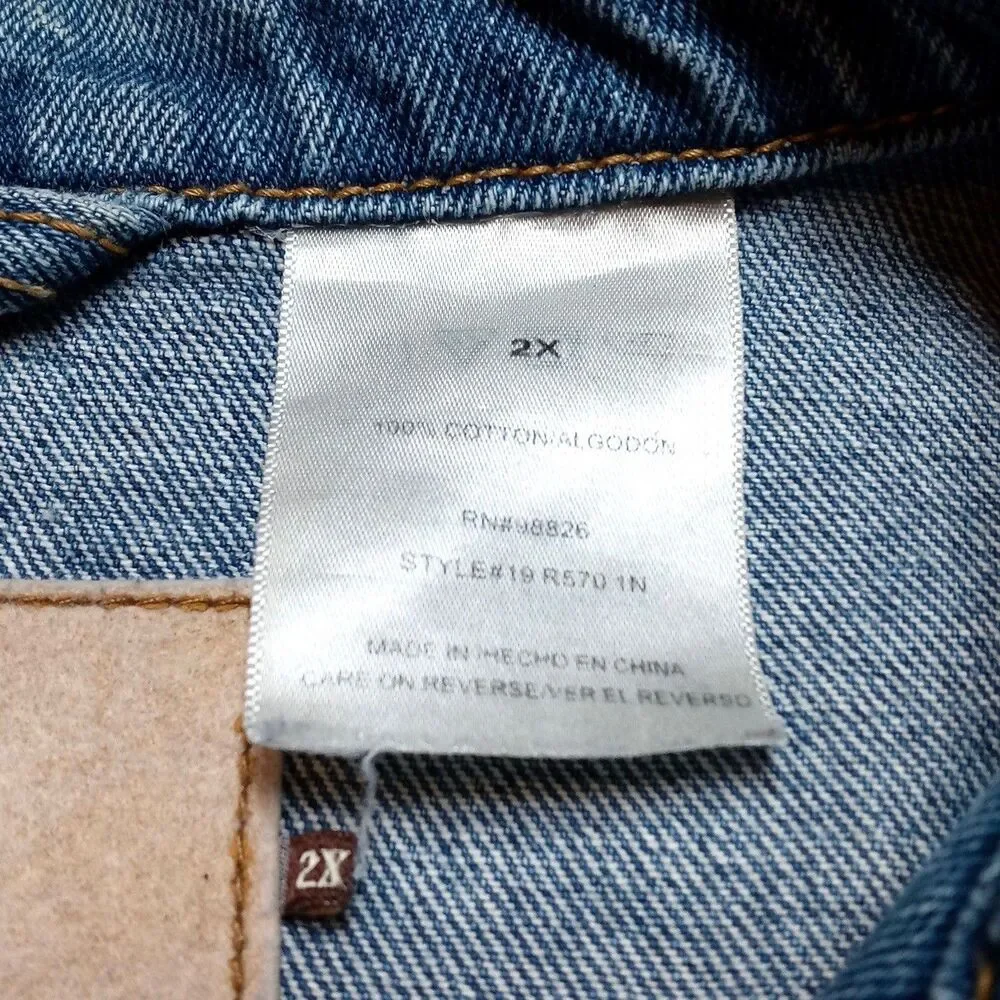 2X
100% COTTON/ALGODÓN
RN#98826
STYLE#19 R570 1N
MADE IN /HECHO EN CHINA
CARE ON REVERSE/VER EL REVERSO
2X